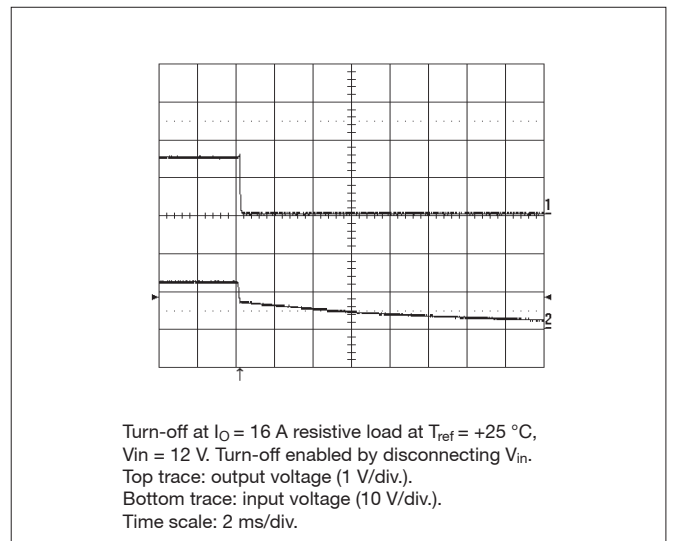 1
2
Turn-off at IO = 16 A resistive load at Tref = +25 °C,
Vin = 12 V. Turn-off enabled by disconnecting Vin.
Top trace: output voltage (1 V/div.).
Bottom trace: input voltage (10 V/div.).
Time scale: 2 ms/div.